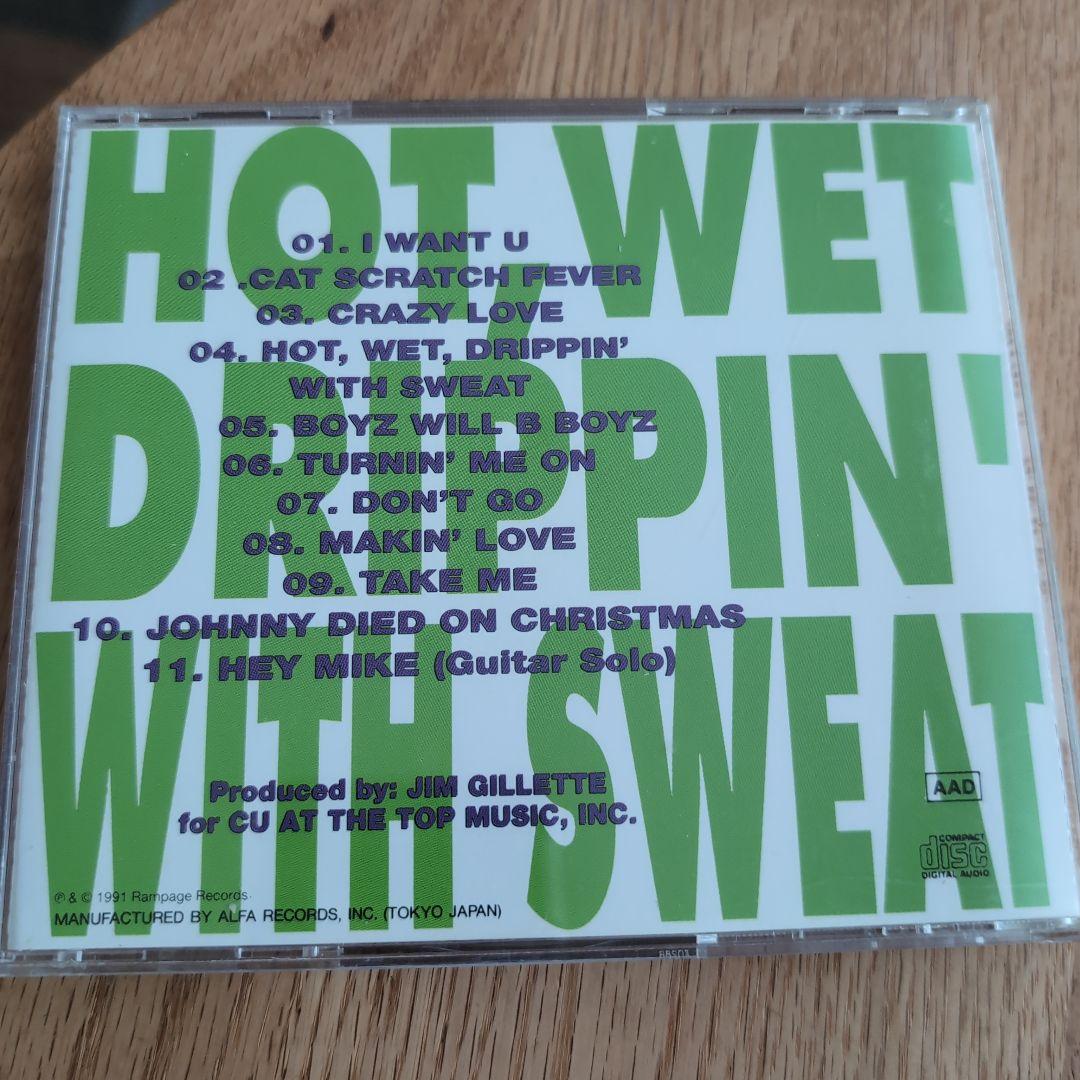 HOT, WET
DRIPPIN'
WITH SWEAT
01. I WANT U
02 .CAT SCRATCH FEVER
03. CRAZY LOVE
04. HOT, WET, DRIPPIN'
WITH SWEAT
05. BOYZ WILL B BOYZ
06. TURNIN' ME ON
07. DON'T GO
08. MAKIN' LOVE
09. TAKE ME
10. JOHNNY DIED ON CHRISTMAS
11. HEY MIKE (Guitar Solo)
Produced by: JIM GILLETTE
for CU AT THE TOP MUSIC, INC.
AAD
COMPACT
disc
DIGITAL AUDIO
℗ & © 1991 Rampage Records.
MANUFACTURED BY ALFA RECORDS, INC. (TOKYO JAPAN)